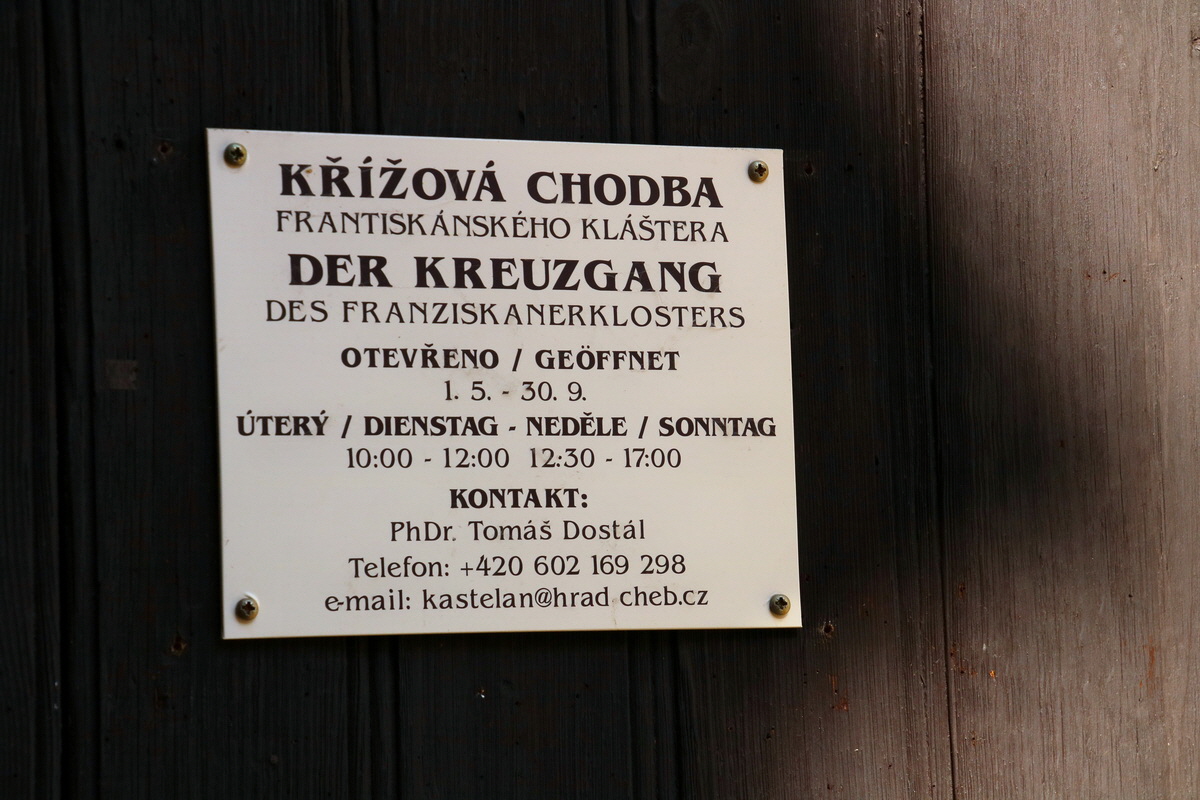 KŘÍŽOVÁ CHODBA
FRANTISKÁNSKÉHO KLÁŠTERA
DER KREUZGANG
DES FRANZISKANERKLOSTERS
OTEVŘENO / GEÖFFNET
1. 5. - 30. 9.
ÚTERÝ / DIENSTAG - NEDĚLE / SONNTAG
10:00 - 12:00 12:30 - 17:00
KONTAKT:
PhDr. Tomáš Dostál
Telefon: +420 602 169 298
e-mail: kastelan@hrad cheb.cz